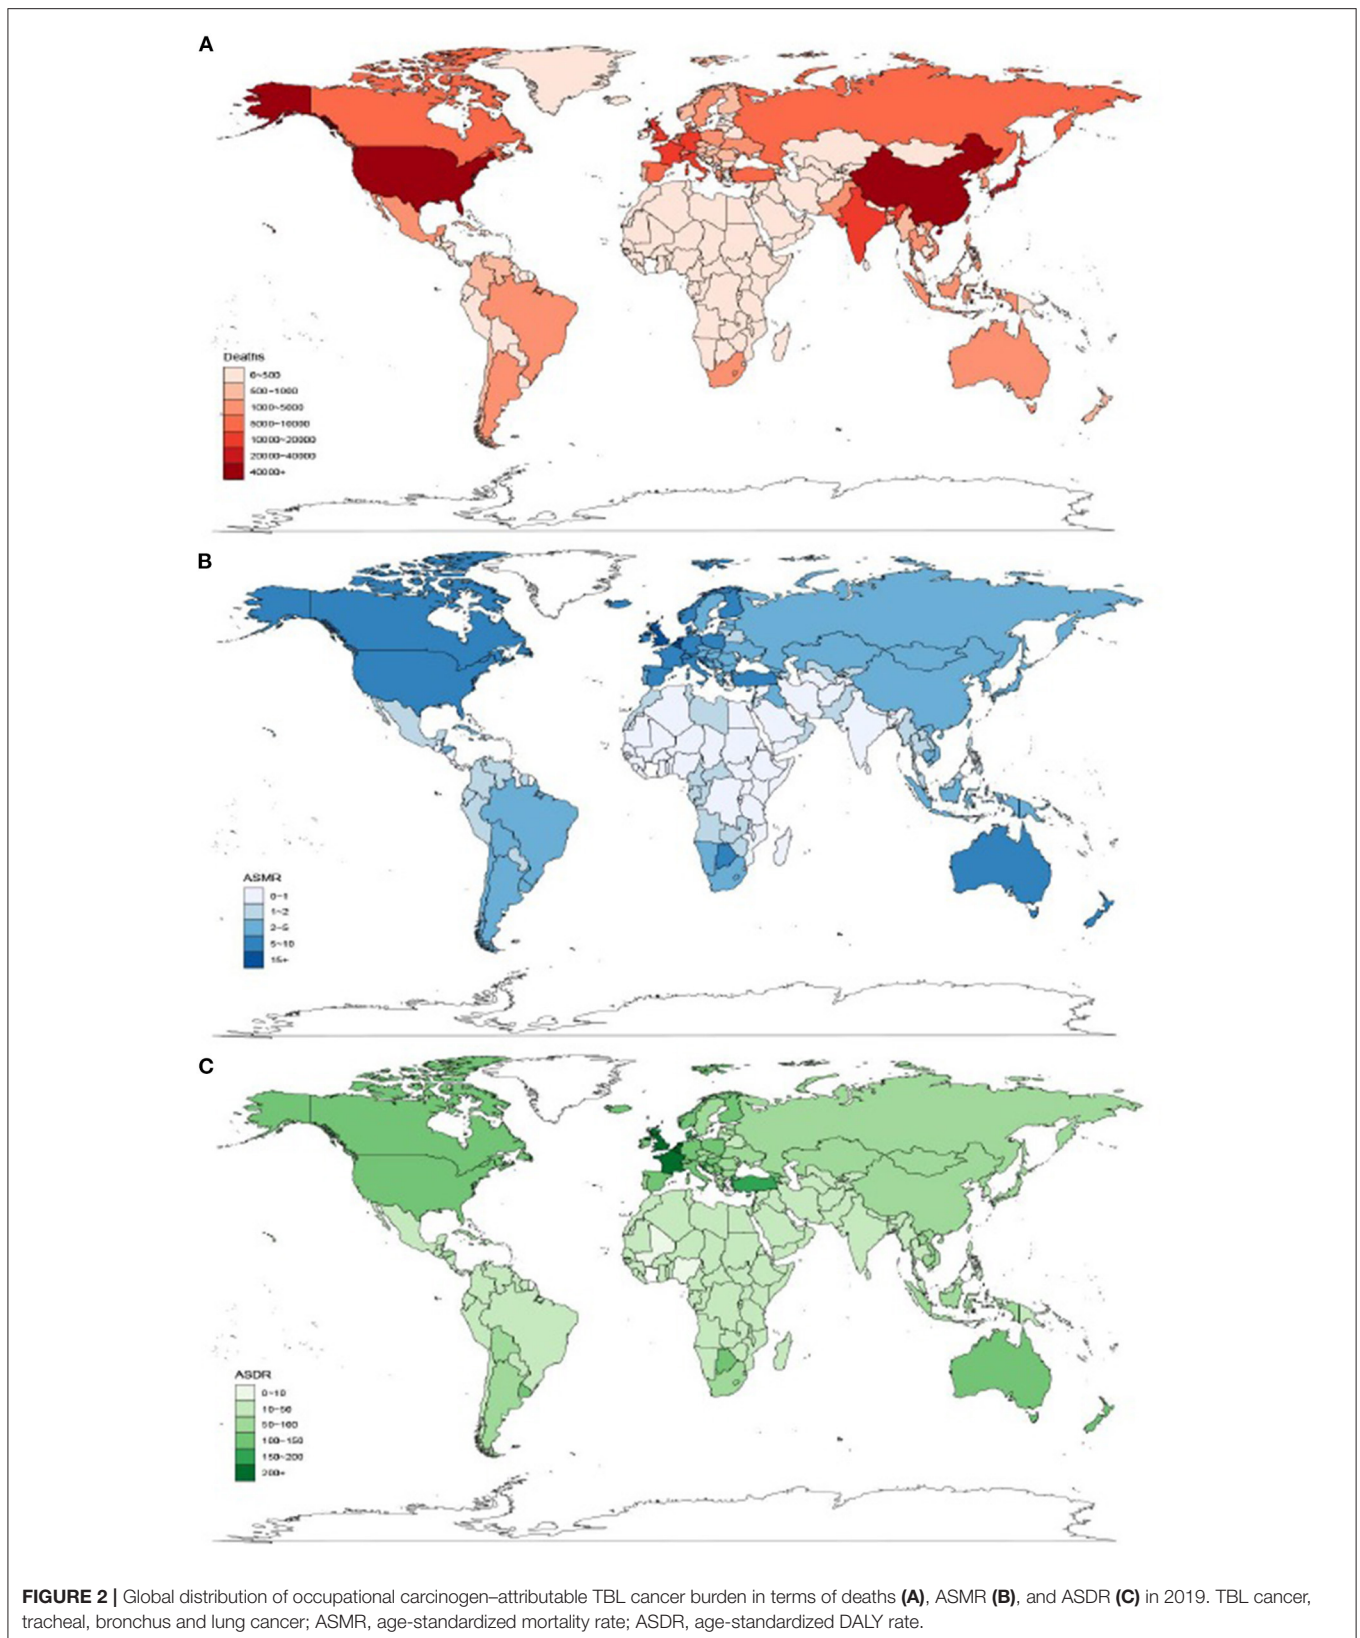 A
Deaths
0~500
500~1000
1000~5000
5000~10000
10000~20000
20000~40000
40000+
B
ASMR
0~1
1~2
2~5
5~10
15+
C
ASDR
0~10
10~50
50~100
100~150
150~200
200+
FIGURE 2 | Global distribution of occupational carcinogen–attributable TBL cancer burden in terms of deaths (A), ASMR (B), and ASDR (C) in 2019. TBL cancer,
tracheal, bronchus and lung cancer; ASMR, age-standardized mortality rate; ASDR, age-standardized DALY rate.